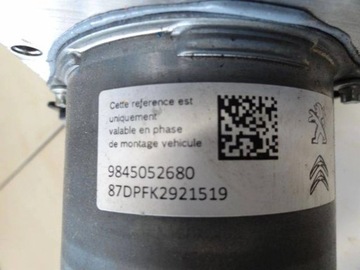 Cette reference est
uniquement
valable en phase
de montage vehicule
9845052680
87DPFK2921519